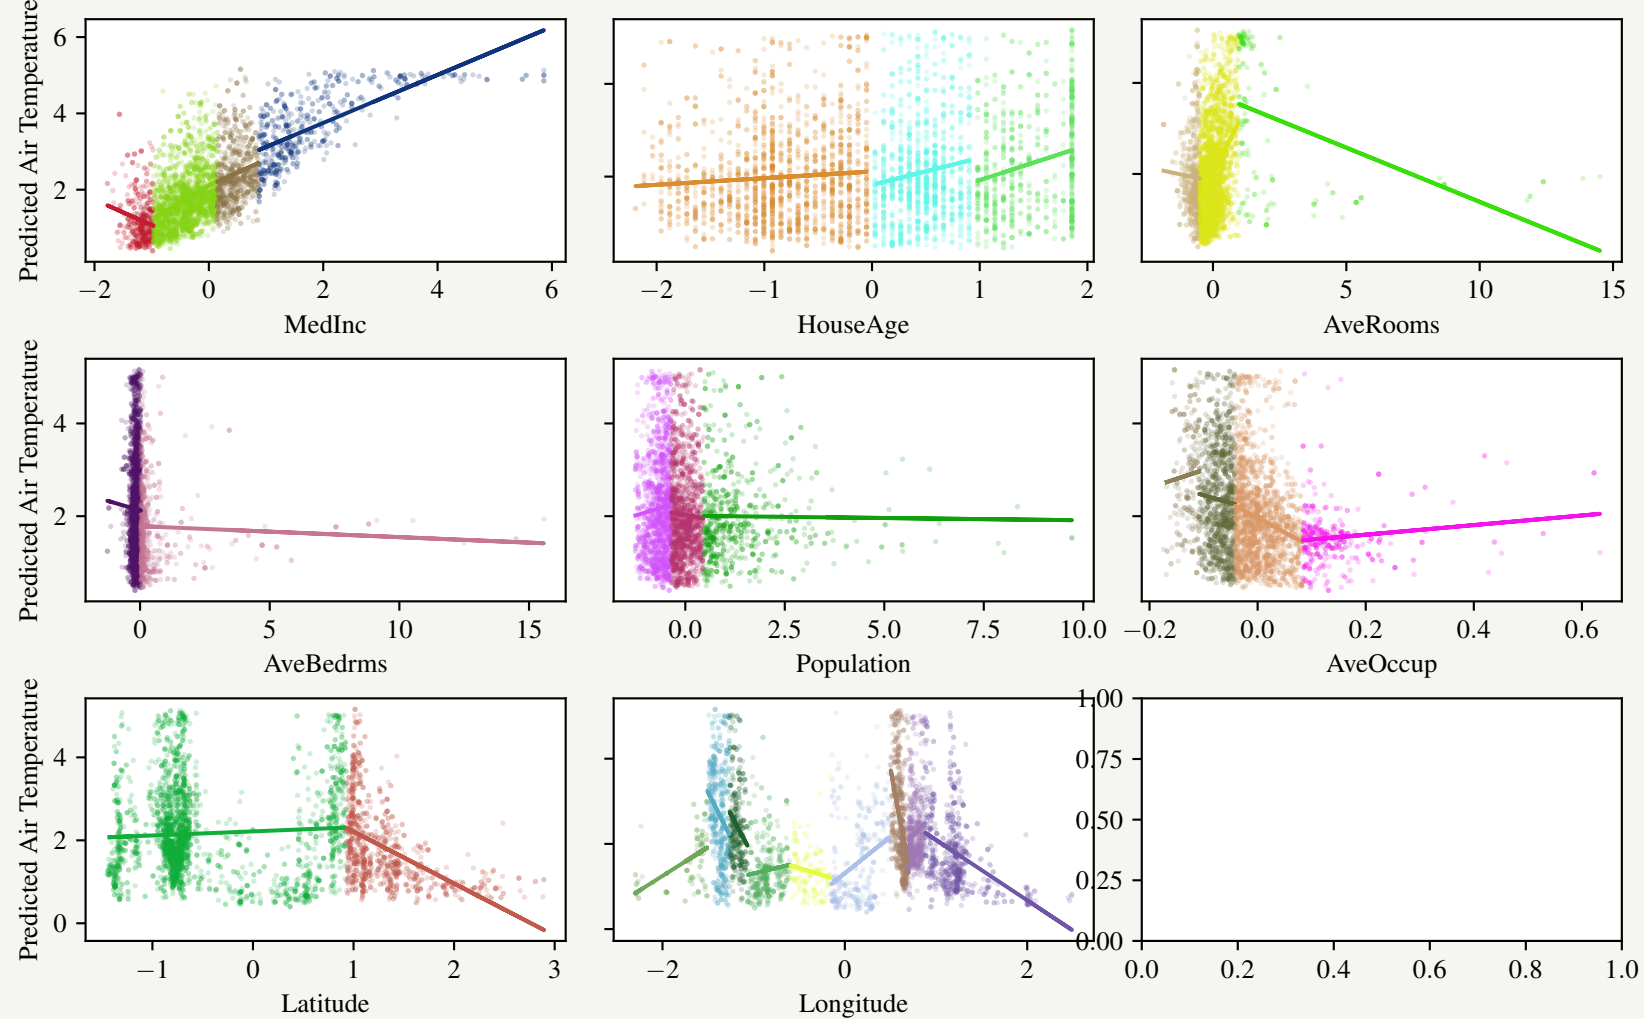 Predicted Air Temperature
6
4
2
−2 0 2 4 6
MedInc
−2 −1 0 1 2
HouseAge
0 5 10 15
AveRooms
Predicted Air Temperature
4
2
0 5 10 15
AveBedrms
0.0 2.5 5.0 7.5 10.0
Population
−0.2 0.0 0.2 0.4 0.6
AveOccup
Predicted Air Temperature
4
2
0
−1 0 1 2 3
Latitude
−2 0 2
Longitude
1.00
0.75
0.50
0.25
0.00
0.0 0.2 0.4 0.6 0.8 1.0